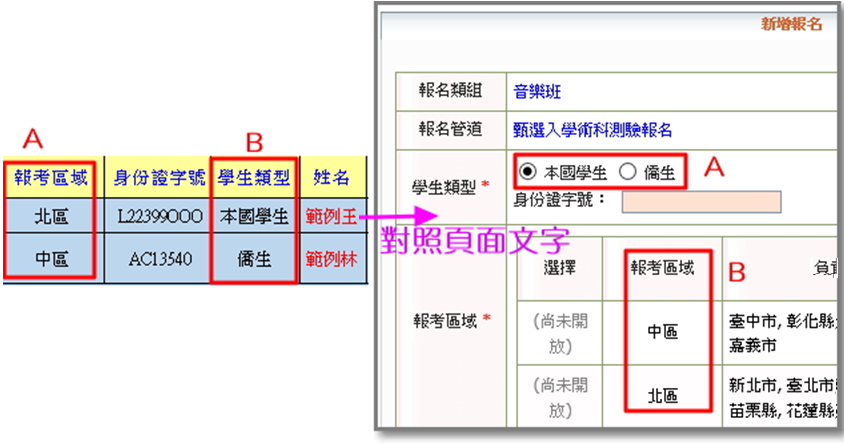 A
B
報考區域 身份證字號 學生類型 姓名
北區 L22399OOO 本國學生 範例王
中區 AC13540 僑生 範例林
對照頁面文字
新增報名
報名類組 音樂班
報名管道 甄選入學術科測驗報名
學生類型 * 本國學生 僑生 A
身份證字號：
選擇 報考區域 B
報考區域 *
(尚未開放) 中區 臺中市, 彰化縣
嘉義市
(尚未開放) 北區 新北市, 臺北市
苗栗縣, 花蓮縣